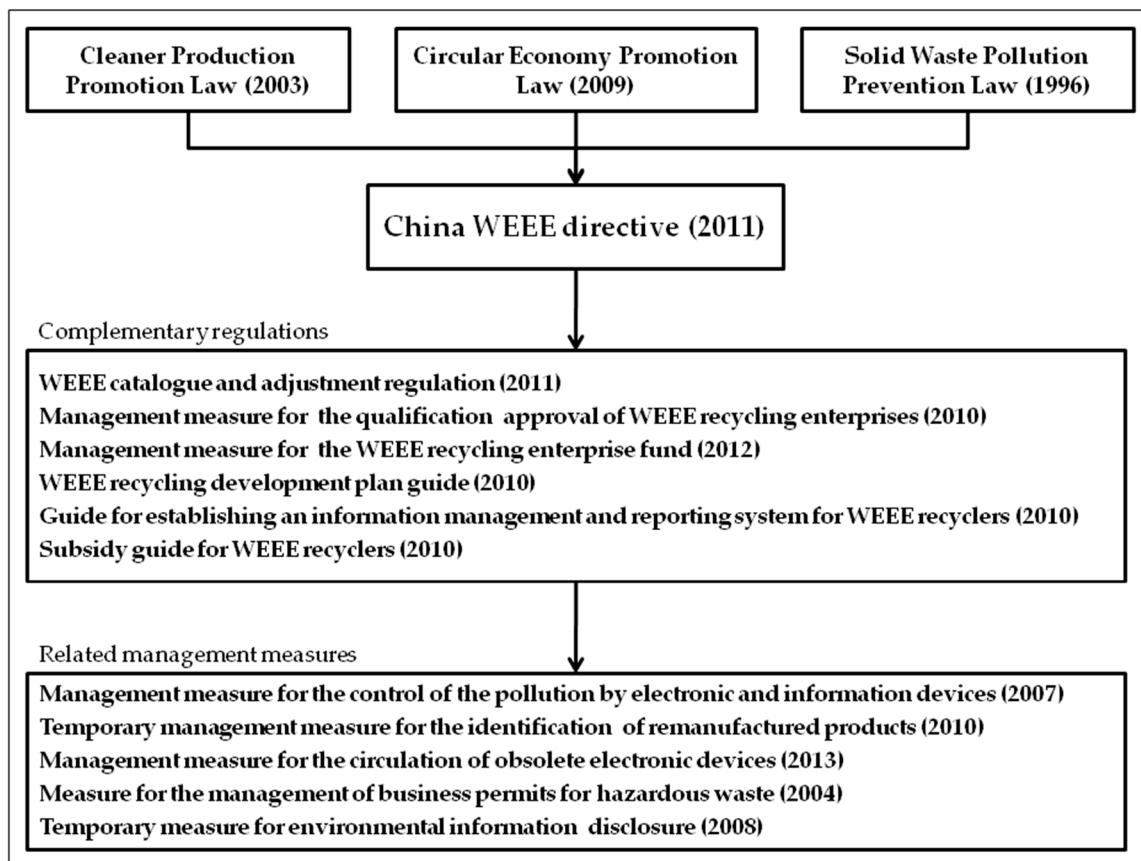 Cleaner Production
Promotion Law (2003)
Circular Economy Promotion
Law (2009)
Solid Waste Pollution
Prevention Law (1996)
China WEEE directive (2011)
Complementary regulations
WEEE catalogue and adjustment regulation (2011)
Management measure for the qualification approval of WEEE recycling enterprises (2010)
Management measure for the WEEE recycling enterprise fund (2012)
WEEE recycling development plan guide (2010)
Guide for establishing an information management and reporting system for WEEE recyclers (2010)
Subsidy guide for WEEE recyclers (2010)
Related management measures
Management measure for the control of the pollution by electronic and information devices (2007)
Temporary management measure for the identification of remanufactured products (2010)
Management measure for the circulation of obsolete electronic devices (2013)
Measure for the management of business permits for hazardous waste (2004)
Temporary measure for environmental information disclosure (2008)